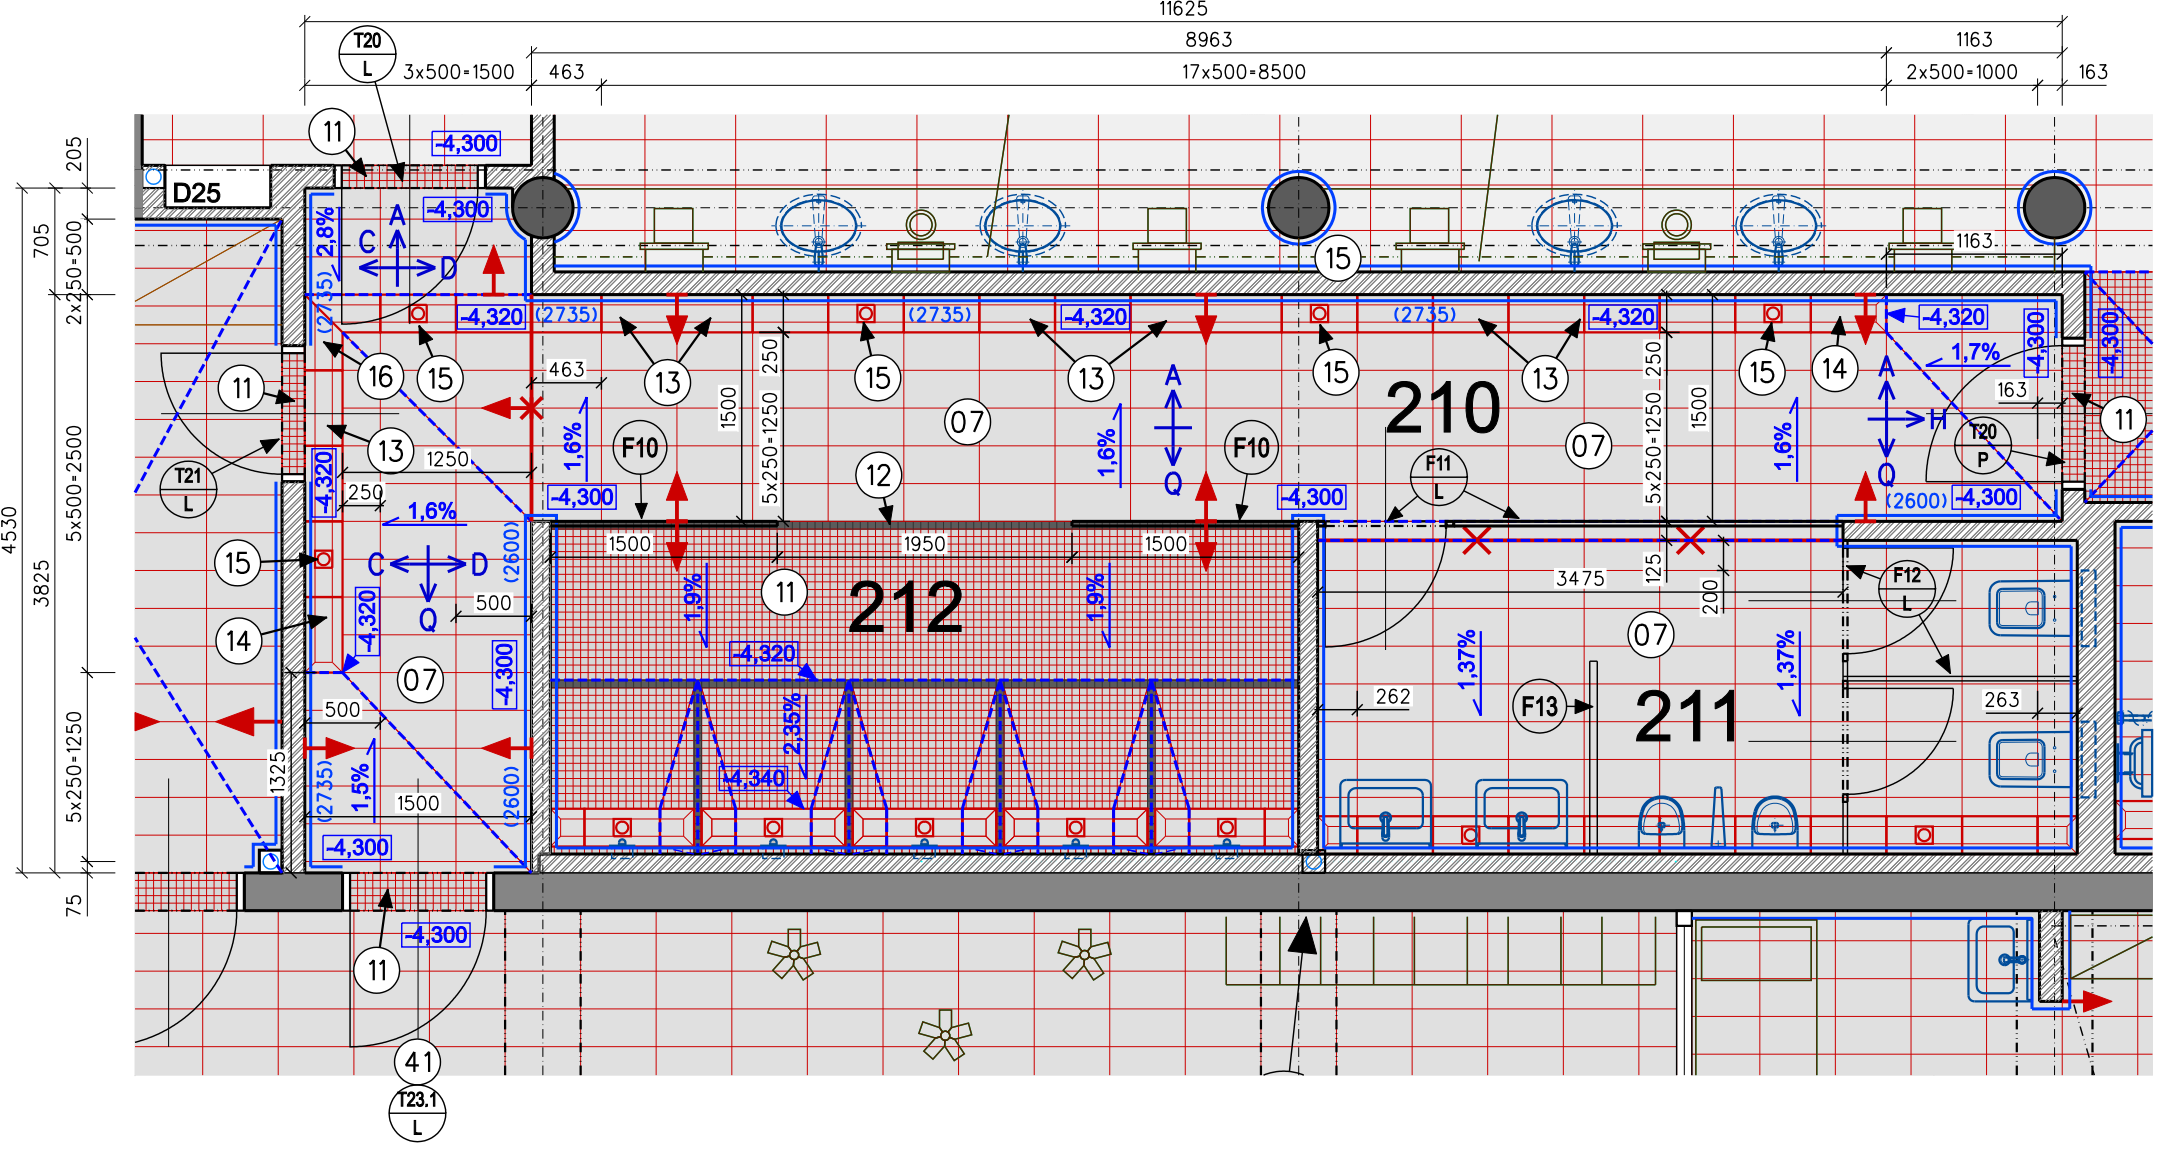 11625
T20
L
8963
1163
3x500=1500
463
17x500=8500
2x500=1000
163
11
-4,300
205
D25
-4,300
2,8%
A
C
D
705
15
1163
(2735)
-4,320
(2735)
(2735)
-4,320
(2735)
-4,320
-4,320
-4,300
-4,300
2x250=500
16
15
463
13
15
250
13
15
13
250
15
14
1,7%
A
163
11
1,6%
1500
5x250=1250
07
A
Q
1,6%
210
07
5x250=1250
1500
1,6%
H
Q
T20
P
11
13
F10
F10
F11
L
1250
-4,320
250
T21
L
12
-4,300
-4,300
(2600)
-4,300
1,6%
5x500=2500
4530
3825
1500
1950
1500
(2600)
15
C
D
Q
500
11
212
1,9%
1,9%
3475
125
200
F12
L
-4,320
14
07
-4,300
-4,320
07
1,37%
1,37%
262
F13
211
263
500
2,35%
-4,340
1325
(2735)
1,5%
1500
(2600)
-4,300
5x250=1250
75
-4,300
11
41
T23.1
L